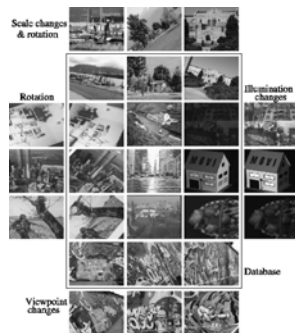 Scale changes
& rotation
Rotation
Illumination
changes
Database
Viewpoint
changes